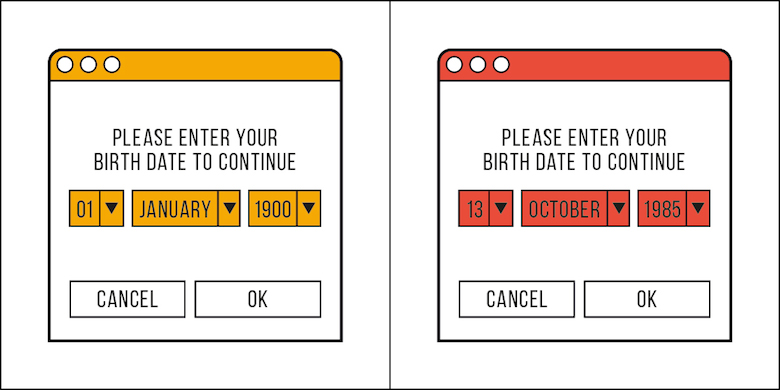 PLEASE ENTER YOUR
BIRTH DATE TO CONTINUE
01 JANUARY 1900
CANCEL OK
PLEASE ENTER YOUR
BIRTH DATE TO CONTINUE
13 OCTOBER 1985
CANCEL OK